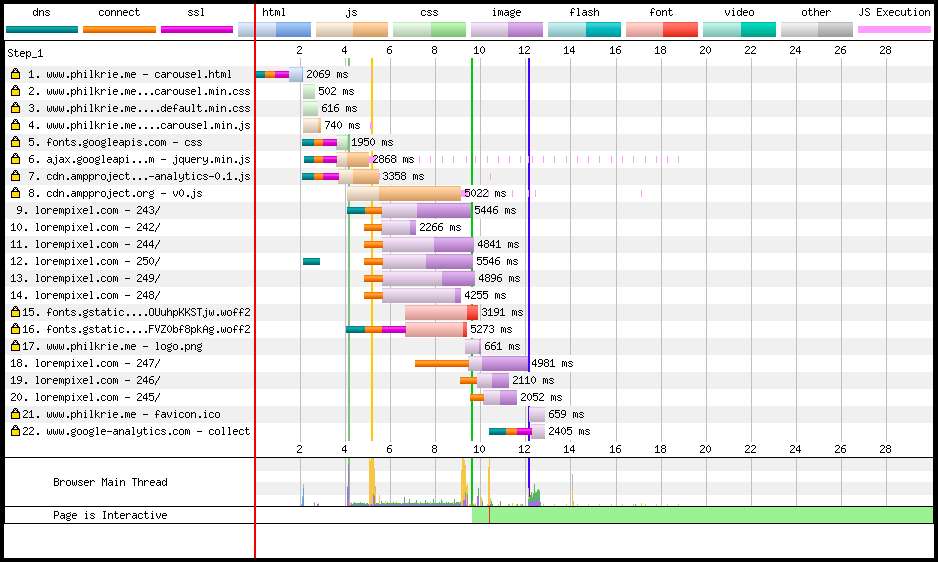 dns connect ssl html js css image flash font video other JS Execution
Step_1 2 4 6 8 10 12 14 16 18 20 22 24 26 28
1. www.philkrie.me - carousel.html 2069 ms
2. www.philkrie.me....carousel.min.css 502 ms
3. www.philkrie.me....default.min.css 616 ms
4. www.philkrie.me....carousel.min.js 740 ms
5. fonts.googleapis.com - css 1950 ms
6. ajax.googleapi...m - jquery.min.js 2868 ms
7. cdn.ampproject...-analytics-0.1.js 3358 ms
8. cdn.ampproject.org - v0.js 5022 ms
9. lorempixel.com - 243/ 5446 ms
10. lorempixel.com - 242/ 2266 ms
11. lorempixel.com - 244/ 4841 ms
12. lorempixel.com - 250/ 5546 ms
13. lorempixel.com - 249/ 4896 ms
14. lorempixel.com - 248/ 4255 ms
15. fonts.gstatic....OUuhpKKSTjw.woff2 3191 ms
16. fonts.gstatic....FVZ0bf8pkAg.woff2 5273 ms
17. www.philkrie.me - logo.png 661 ms
18. lorempixel.com - 247/ 4981 ms
19. lorempixel.com - 246/ 2110 ms
20. lorempixel.com - 245/ 2052 ms
21. www.philkrie.me - favicon.ico 659 ms
22. www.google-analytics.com - collect 2405 ms
2 4 6 8 10 12 14 16 18 20 22 24 26 28
Browser Main Thread
Page is Interactive